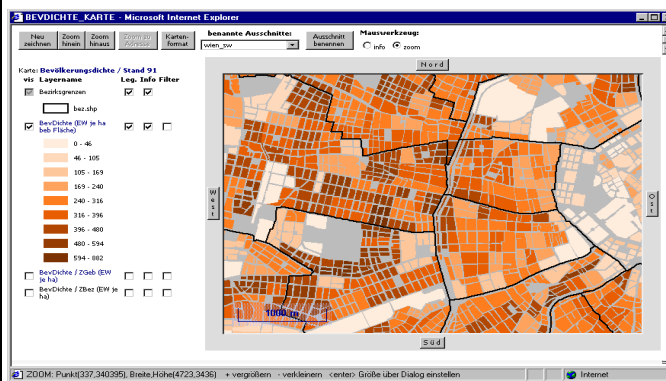 BEVDICHTE_KARTE - Microsoft Internet Explorer
Neu zeichnen
Zoom hinein
Zoom hinaus
Zoom zu Adresse
Karten-format
benannte Ausschnitte:
wien_sw
Ausschnitt benennen
Mauswerkzeug:
info zoom
Karte: Bevölkerungsdichte / Stand 91
vis Layername Leg. Info Filter
Bezirksgrenzen
bez.shp
BevDichte (EW je ha
beb Fläche)
0 - 46
46 - 105
105 - 169
169 - 240
240 - 316
316 - 396
396 - 480
480 - 594
594 - 882
BevDichte / ZGeb (EW
je ha)
BevDichte / ZBez (EW je
ha)
Nord
West
Ost
1000 m
Süd
ZOOM: Punkt(337,340395), Breite,Höhe(4723,3436) + vergrößern - verkleinern <enter> Größe über Dialog einstellen
Internet